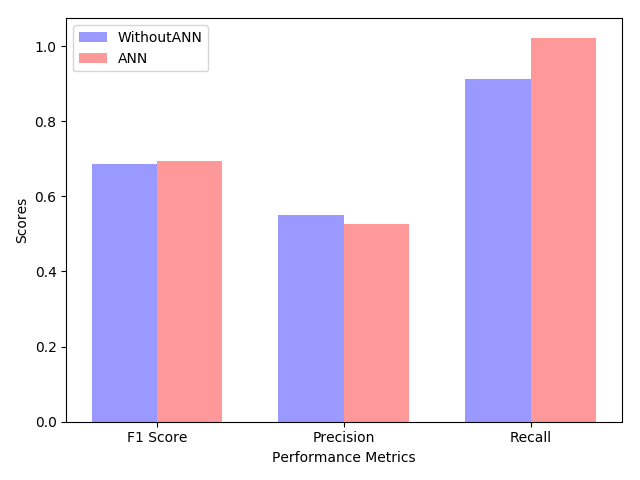 WithoutANN
ANN
1.0
0.8
0.6
0.4
0.2
0.0
Scores
F1 Score
Precision
Recall
Performance Metrics